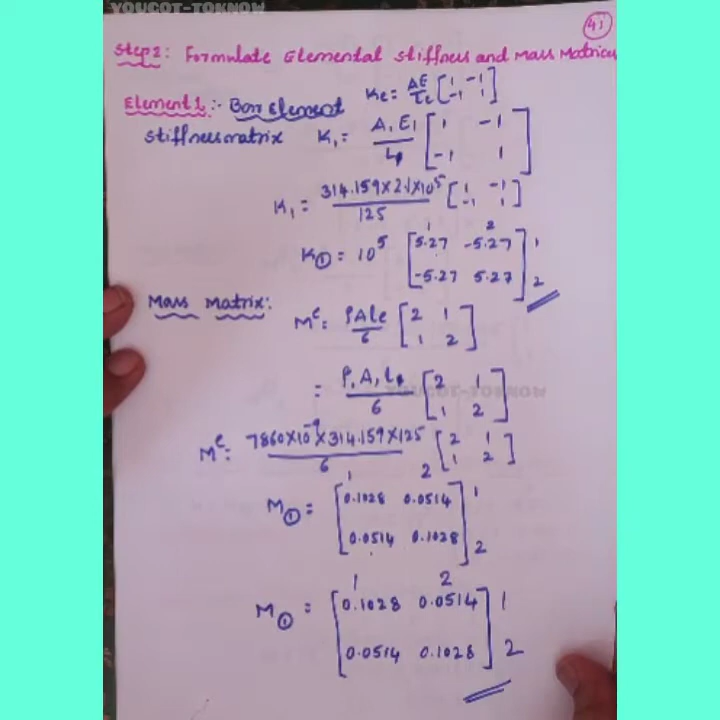 YOUCOT-TOKNOW
43
Step 2: Formulate Elemental stiffness and Mass Matrices
Element 1:- Bar Element Ke = AE/Le [1 -1 -1 1]
stiffness matrix K1 = A1E1/L1 [1 -1
-1 1]
K1 = 314.159×2.1×10^5/125 [1 -1 -1 1]
1 2
K① = 10^5 [5.27 -5.27] 1
[-5.27 5.27] 2
Mass Matrix:
M^e = ρAle/6 [2 1
1 2]
= ρ1A1l1/6 [2 1
1 2]
YOUCOT-TOKNOW
M^e = 7860×10^-9×314.159×125/6 [2 1 1 2]
1 2
M① = [0.1028 0.0514] 1
[0.0514 0.1028] 2
1 2
M① = [0.1028 0.0514] 1
[0.0514 0.1028] 2